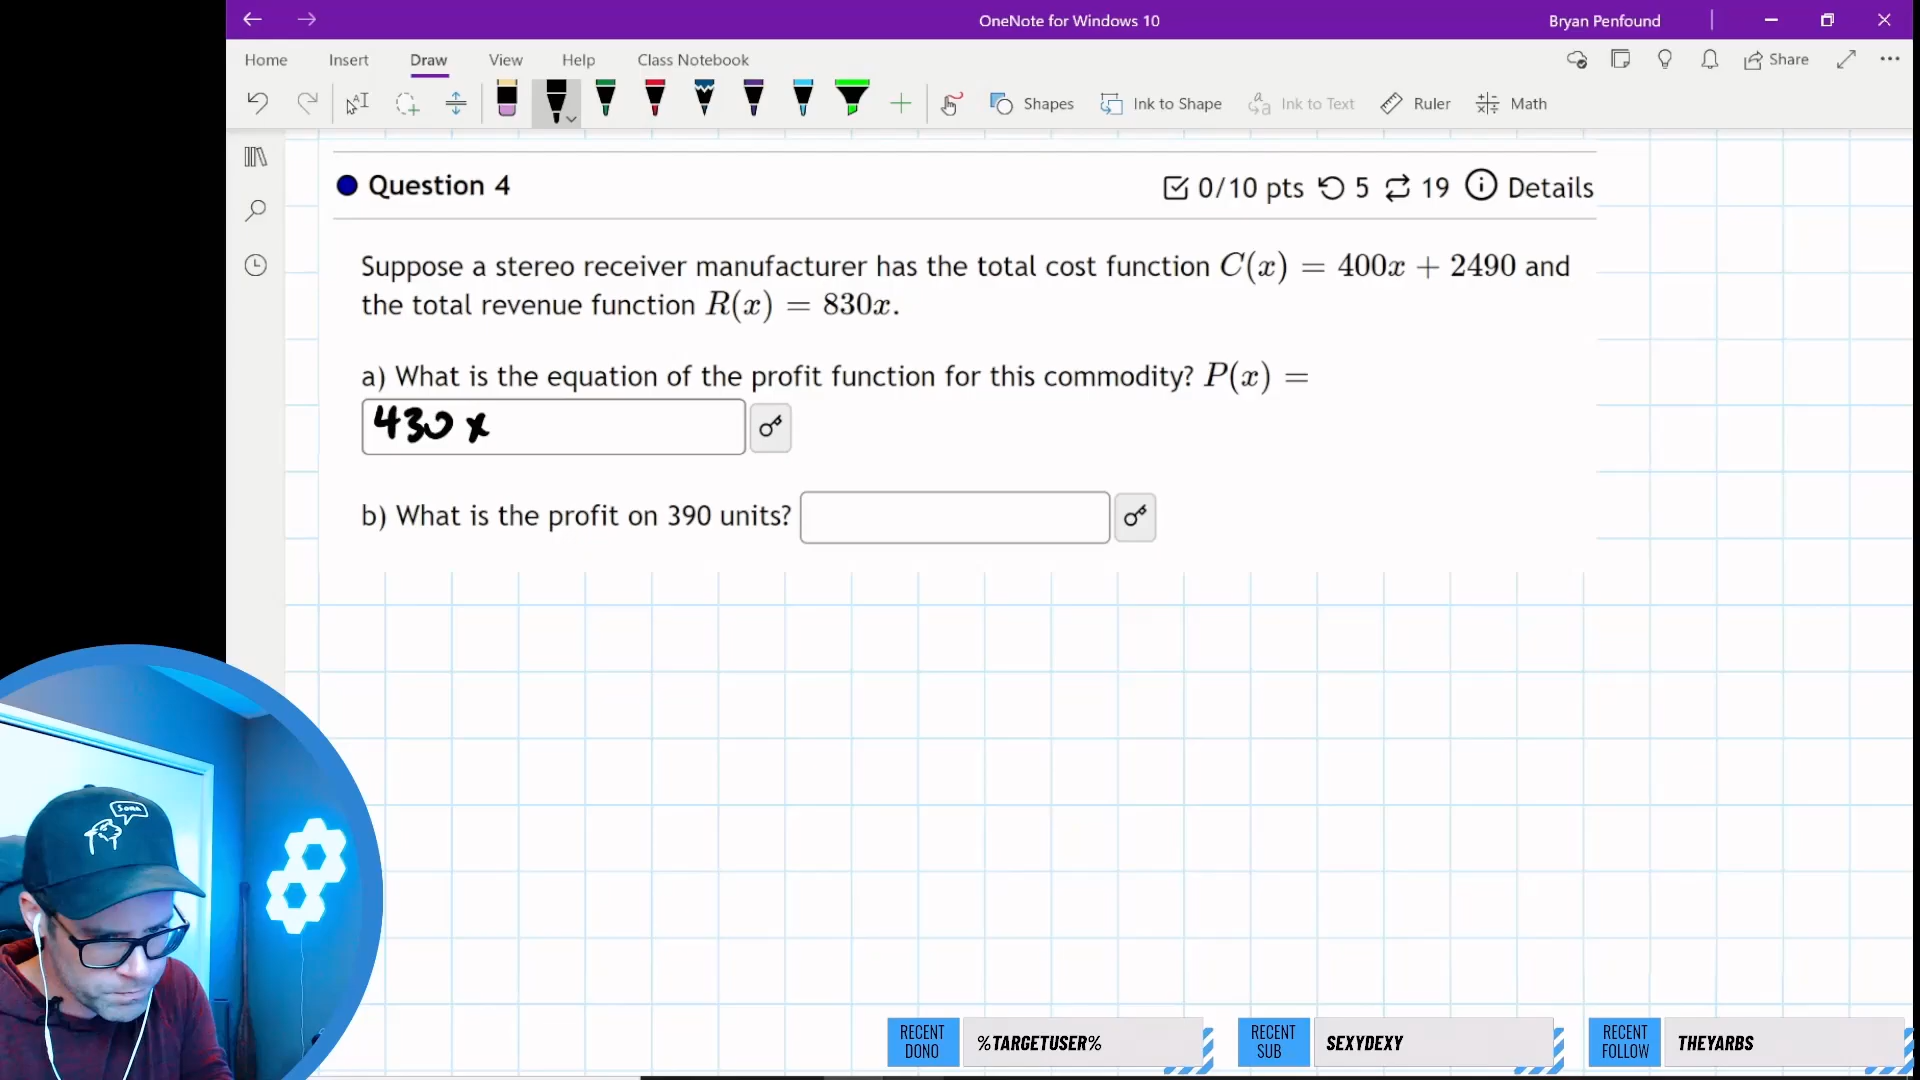 OneNote for Windows 10
Bryan Penfound
Home Insert Draw View Help Class Notebook
Share
Shapes Ink to Shape Ink to Text Ruler Math
Question 4
0/10 pts 5 19 Details
Suppose a stereo receiver manufacturer has the total cost function C(x) = 400x + 2490 and
the total revenue function R(x) = 830x.
a) What is the equation of the profit function for this commodity? P(x) =
430 x
b) What is the profit on 390 units?
Soma
RECENT
DONO
%TARGETUSER%
RECENT
SUB
SEXYDEXY
RECENT
FOLLOW
THEYARBS